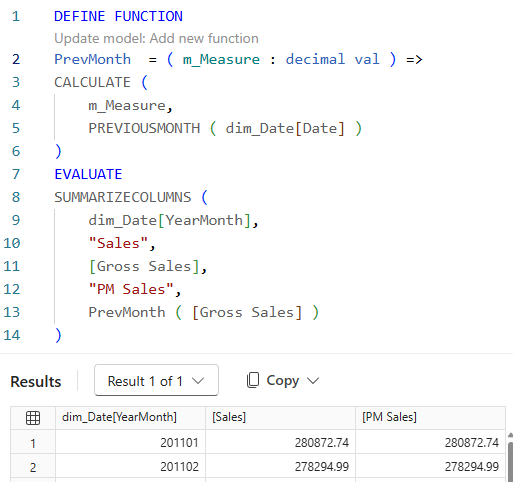 1 DEFINE FUNCTION
Update model: Add new function
2 PrevMonth = ( m_Measure : decimal val ) =>
3 CALCULATE (
4 m_Measure,
5 PREVIOUSMONTH ( dim_Date[Date] )
6 )
7 EVALUATE
8 SUMMARIZECOLUMNS (
9 dim_Date[YearMonth],
10 "Sales",
11 [Gross Sales],
12 "PM Sales",
13 PrevMonth ( [Gross Sales] )
14 )
Results Result 1 of 1 Copy
dim_Date[YearMonth] [Sales] [PM Sales]
1 201101 280872.74 280872.74
2 201102 278294.99 278294.99